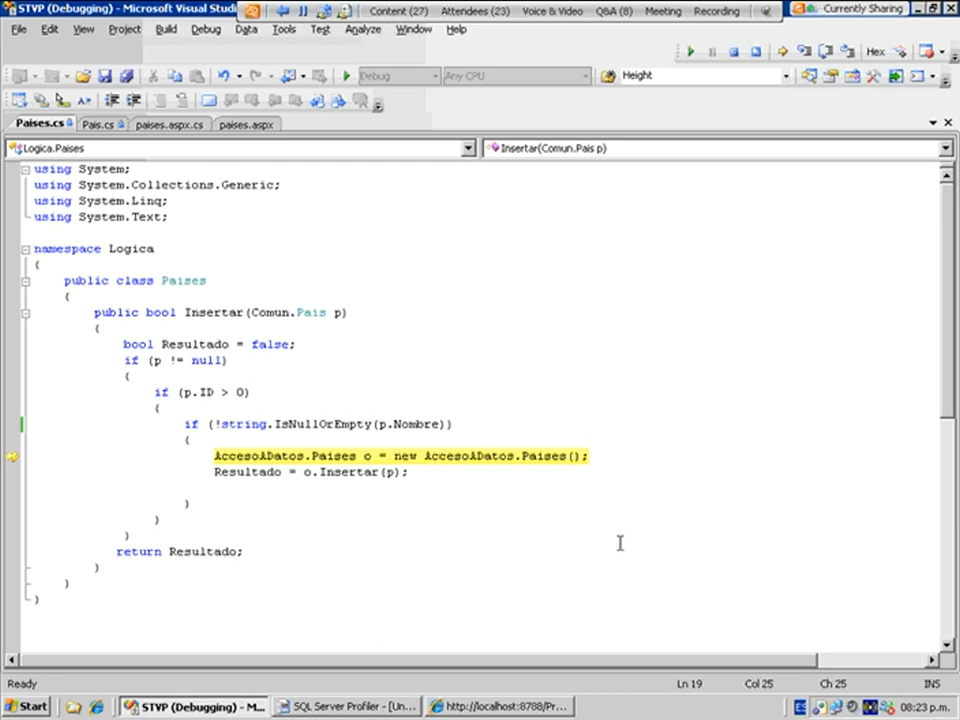 STVP (Debugging) - Microsoft Visual Studi
Content (27) Attendees (23) Voice & Video Q&A (8) Meeting Recording
Currently Sharing
File Edit View Project Build Debug Data Tools Test Analyze Window Help
Hex
Debug Any CPU Height
Paises.cs Pais.cs paises.aspx.cs paises.aspx
Logica.Paises Insertar(Comun.Pais p)
using System;
using System.Collections.Generic;
using System.Linq;
using System.Text;
namespace Logica
{
public class Paises
{
public bool Insertar(Comun.Pais p)
{
bool Resultado = false;
if (p != null)
{
if (p.ID > 0)
{
if (!string.IsNullOrEmpty(p.Nombre))
{
AccesoADatos.Paises o = new AccesoADatos.Paises();
Resultado = o.Insertar(p);
}
}
}
return Resultado;
}
}
}
Ready Ln 19 Col 25 Ch 25 INS
Start STVP (Debugging) - M... SQL Server Profiler - [Un... http://localhost:8788/Pr... ES 08:23 p.m.